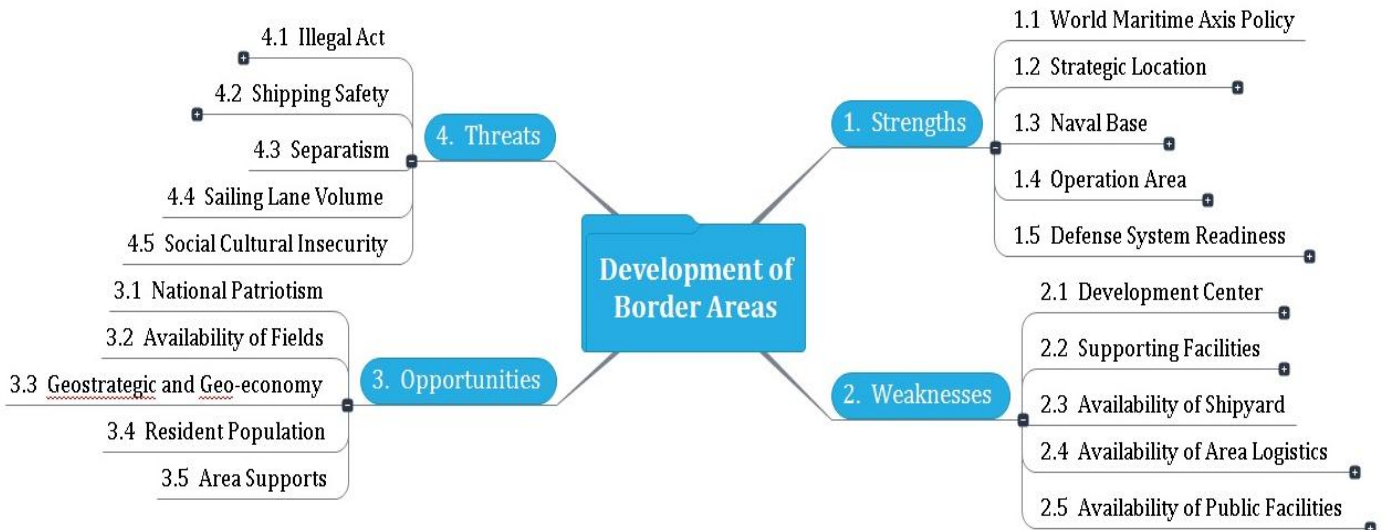 Development of
Border Areas
1. Strengths
1.1 World Maritime Axis Policy
1.2 Strategic Location
1.3 Naval Base
1.4 Operation Area
1.5 Defense System Readiness
2. Weaknesses
2.1 Development Center
2.2 Supporting Facilities
2.3 Availability of Shipyard
2.4 Availability of Area Logistics
2.5 Availability of Public Facilities
3. Opportunities
3.1 National Patriotism
3.2 Availability of Fields
3.3 Geostrategic and Geo-economy
3.4 Resident Population
3.5 Area Supports
4. Threats
4.1 Illegal Act
4.2 Shipping Safety
4.3 Separatism
4.4 Sailing Lane Volume
4.5 Social Cultural Insecurity